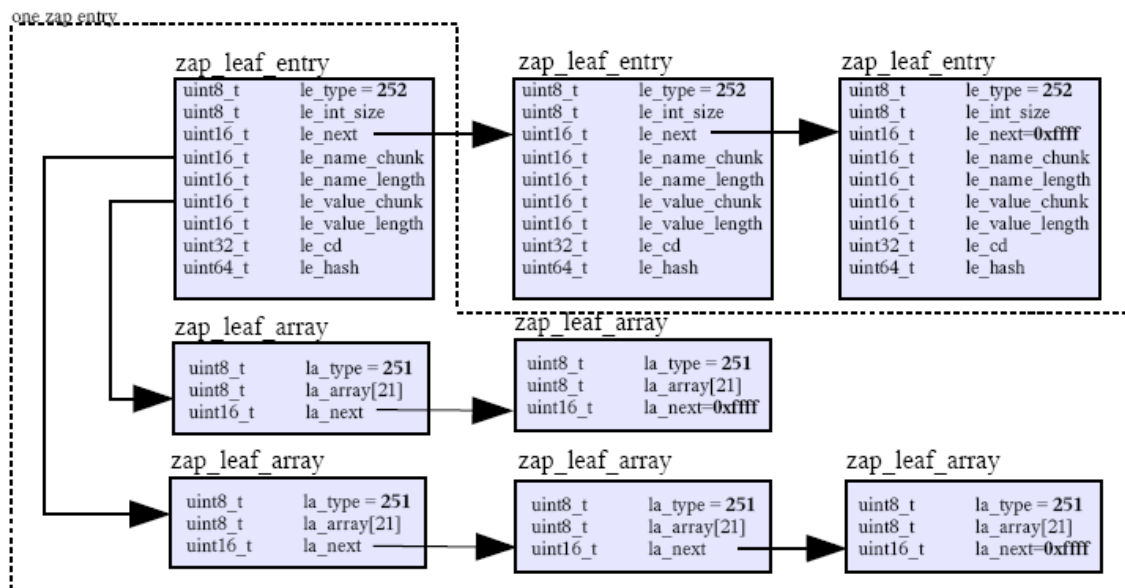 one zap entry
zap_leaf_entry
uint8_t le_type = 252
uint8_t le_int_size
uint16_t le_next
uint16_t le_name_chunk
uint16_t le_name_length
uint16_t le_value_chunk
uint16_t le_value_length
uint32_t le_cd
uint64_t le_hash
zap_leaf_entry
uint8_t le_type = 252
uint8_t le_int_size
uint16_t le_next
uint16_t le_name_chunk
uint16_t le_name_length
uint16_t le_value_chunk
uint16_t le_value_length
uint32_t le_cd
uint64_t le_hash
zap_leaf_entry
uint8_t le_type = 252
uint8_t le_int_size
uint16_t le_next=0xffff
uint16_t le_name_chunk
uint16_t le_name_length
uint16_t le_value_chunk
uint16_t le_value_length
uint32_t le_cd
uint64_t le_hash
zap_leaf_array
uint8_t la_type = 251
uint8_t la_array[21]
uint16_t la_next
zap_leaf_array
uint8_t la_type = 251
uint8_t la_array[21]
uint16_t la_next=0xffff
zap_leaf_array
uint8_t la_type = 251
uint8_t la_array[21]
uint16_t la_next
zap_leaf_array
uint8_t la_type = 251
uint8_t la_array[21]
uint16_t la_next
zap_leaf_array
uint8_t la_type = 251
uint8_t la_array[21]
uint16_t la_next=0xffff